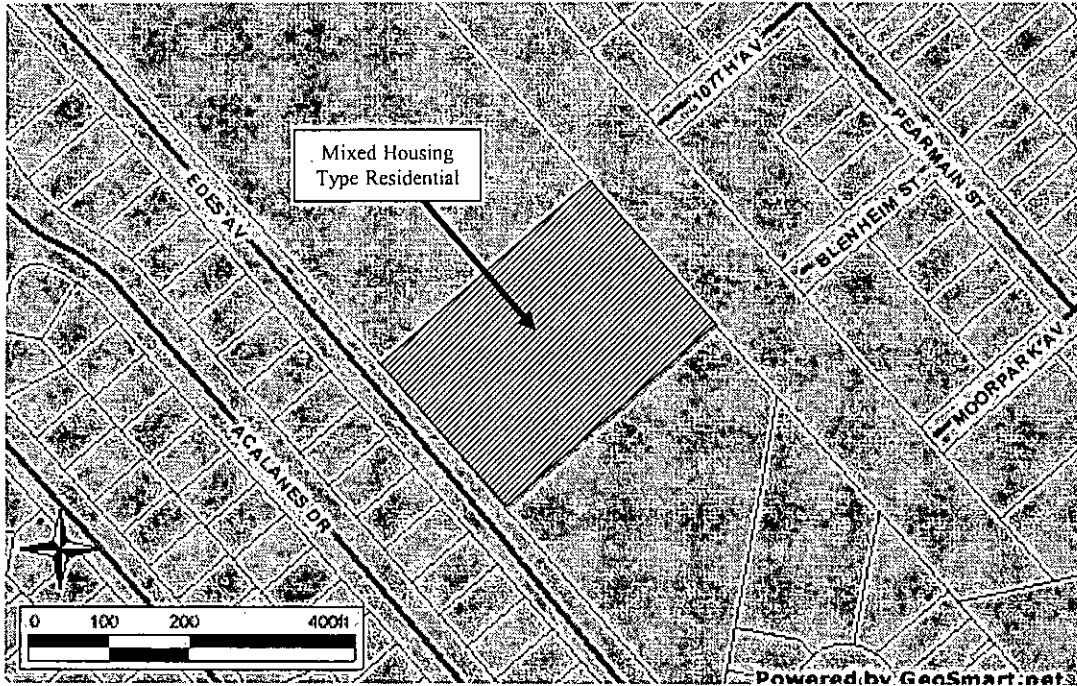 107TH AV
PEARMAIN ST
Mixed Housing
Type Residential
EDES AV
BLENHEIM ST
MOORPARK AV
ACALANES DR
0 100 200 400ft
Powered by GeoSmart.net